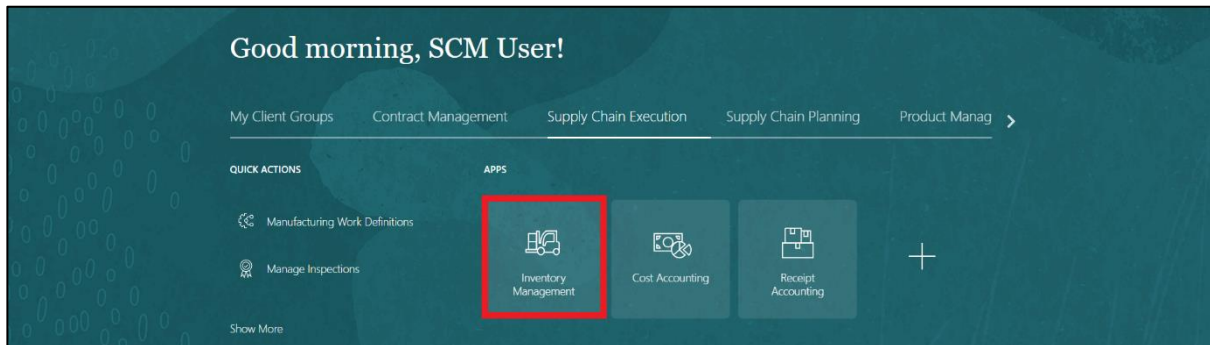 Good morning, SCM User!
My Client Groups
Contract Management
Supply Chain Execution
Supply Chain Planning
Product Manag
QUICK ACTIONS
Manufacturing Work Definitions
Manage Inspections
Show More
APPS
Inventory
Management
Cost Accounting
Receipt
Accounting